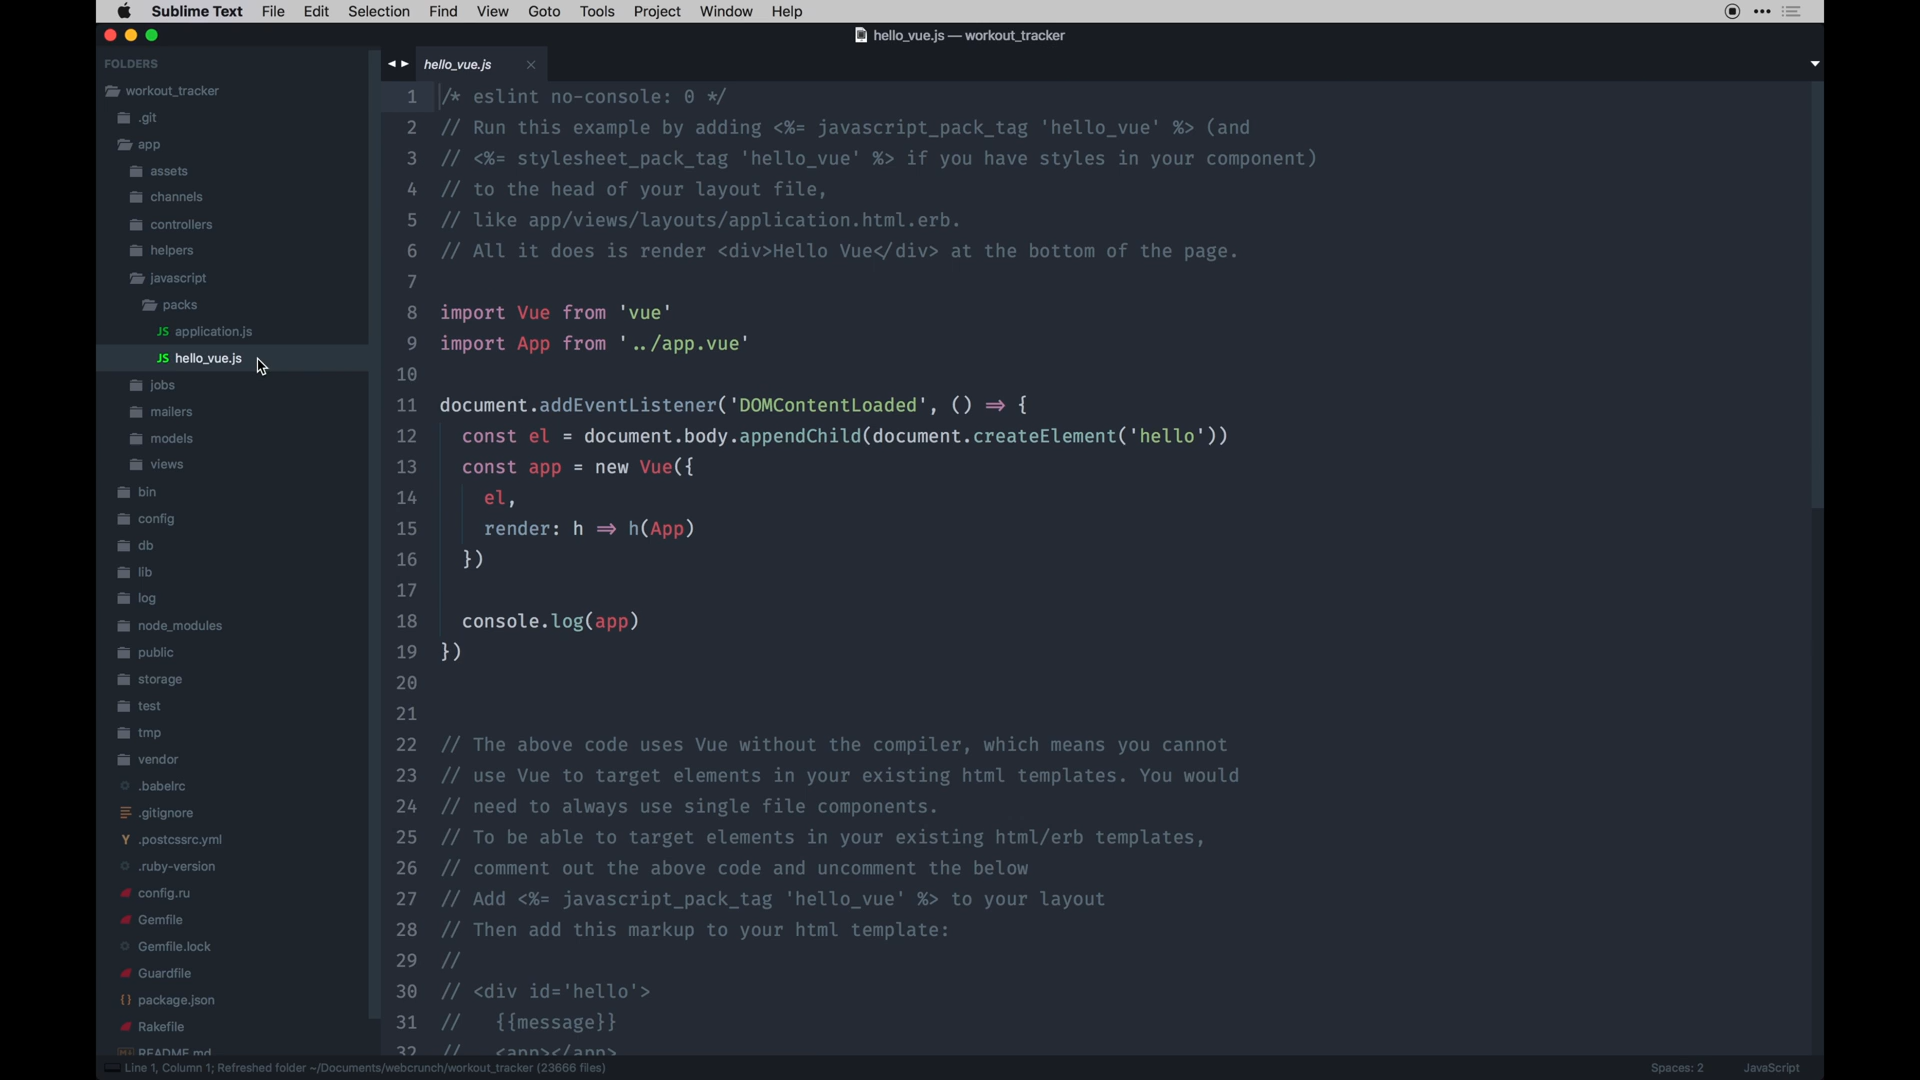 Sublime Text File Edit Selection Find View Goto Tools Project Window Help
hello_vue.js — workout_tracker
FOLDERS
workout_tracker
.git
app
assets
channels
controllers
helpers
javascript
packs
JS application.js
JS hello_vue.js
jobs
mailers
models
views
bin
config
db
lib
log
node_modules
public
storage
test
tmp
vendor
.babelrc
.gitignore
Y .postcssrc.yml
.ruby-version
config.ru
Gemfile
Gemfile.lock
Guardfile
{} package.json
Rakefile
README.md
hello_vue.js
1 /* eslint no-console: 0 */
2 // Run this example by adding <%= javascript_pack_tag 'hello_vue' %> (and
3 // <%= stylesheet_pack_tag 'hello_vue' %> if you have styles in your component)
4 // to the head of your layout file,
5 // like app/views/layouts/application.html.erb.
6 // All it does is render <div>Hello Vue</div> at the bottom of the page.
7
8 import Vue from 'vue'
9 import App from '../app.vue'
10
11 document.addEventListener('DOMContentLoaded', () => {
12 const el = document.body.appendChild(document.createElement('hello'))
13 const app = new Vue({
14 el,
15 render: h => h(App)
16 })
17
18 console.log(app)
19 })
20
21
22 // The above code uses Vue without the compiler, which means you cannot
23 // use Vue to target elements in your existing html templates. You would
24 // need to always use single file components.
25 // To be able to target elements in your existing html/erb templates,
26 // comment out the above code and uncomment the below
27 // Add <%= javascript_pack_tag 'hello_vue' %> to your layout
28 // Then add this markup to your html template:
29 //
30 // <div id='hello'>
31 // {{message}}
32 // <app></app>
Line 1, Column 1; Refreshed folder ~/Documents/webcrunch/workout_tracker (23666 files)
Spaces: 2 JavaScript